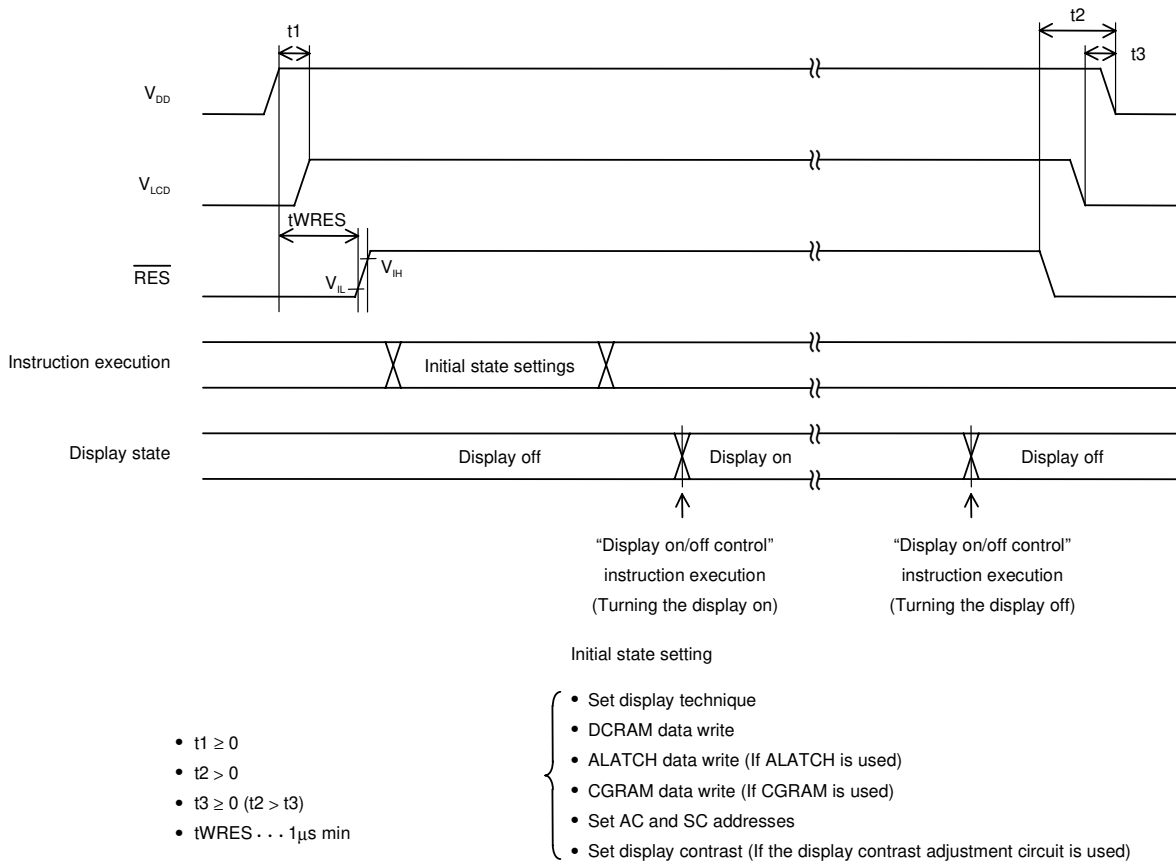 t1
t2
t3
VDD
VLCD
tWRES
RES
VIH
VIL
Instruction execution
Initial state settings
Display state
Display off
Display on
Display off
“Display on/off control”
instruction execution
(Turning the display on)
“Display on/off control”
instruction execution
(Turning the display off)
Initial state setting
• Set display technique
• DCRAM data write
• ALATCH data write (If ALATCH is used)
• CGRAM data write (If CGRAM is used)
• Set AC and SC addresses
• Set display contrast (If the display contrast adjustment circuit is used)
• t1 ≥ 0
• t2 > 0
• t3 ≥ 0 (t2 > t3)
• tWRES · · · 1μs min